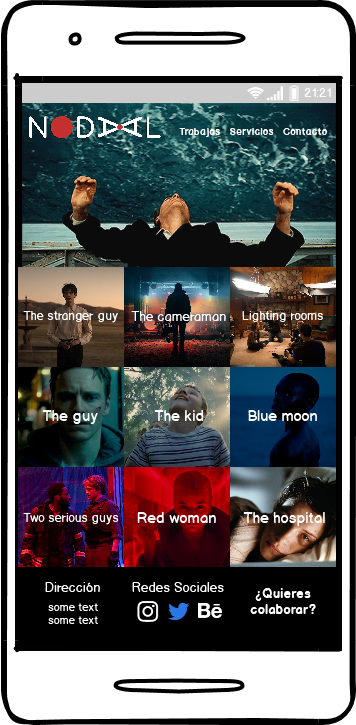 21:21
NODAL
Trabajos Servicios Contacto
The stranger guy The cameraman Lighting rooms
The guy The kid Blue moon
Two serious guys Red woman The hospital
Dirección Redes Sociales ¿Quieres
colaborar?
some text
some text
Bē